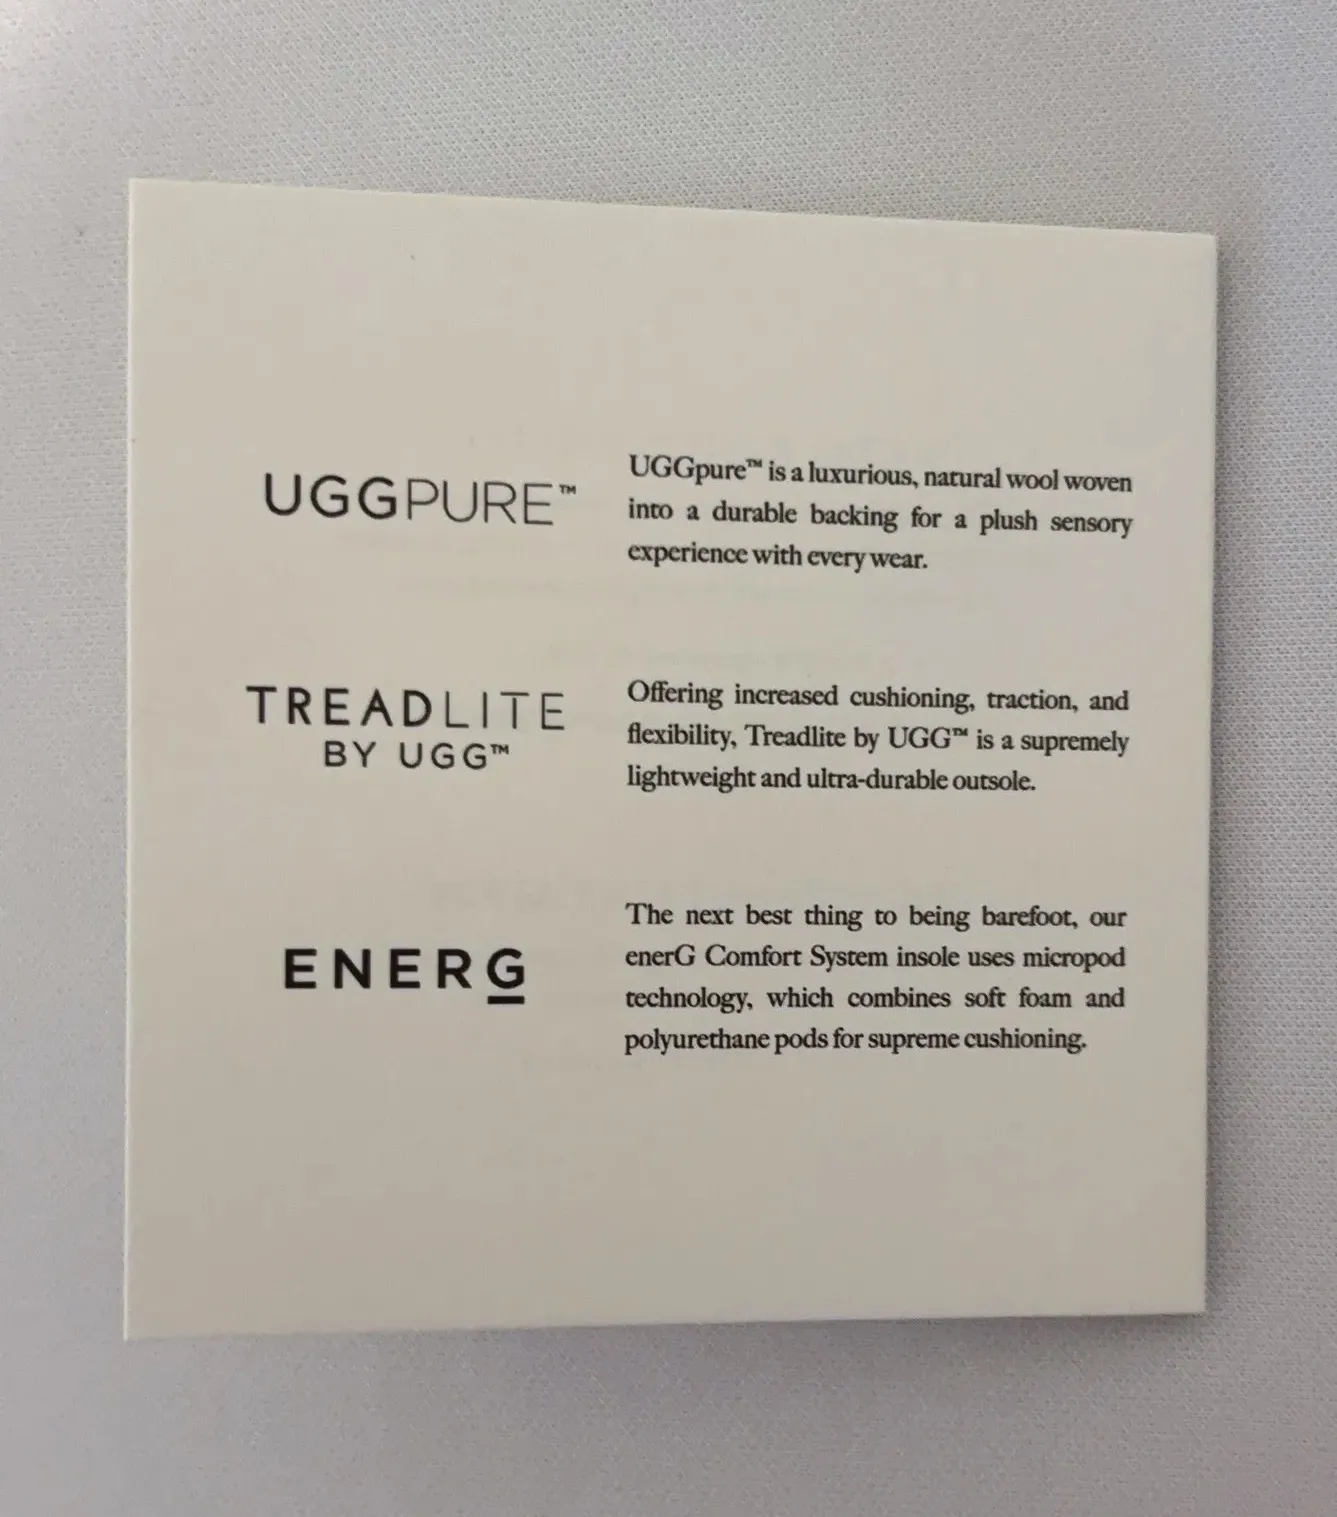 UGGPURE™
UGGpure™ is a luxurious, natural wool woven
into a durable backing for a plush sensory
experience with every wear.
TREADLITE
BY UGG™
Offering increased cushioning, traction, and
flexibility, Treadlite by UGG™ is a supremely
lightweight and ultra-durable outsole.
ENERG
The next best thing to being barefoot, our
enerG Comfort System insole uses micropod
technology, which combines soft foam and
polyurethane pods for supreme cushioning.